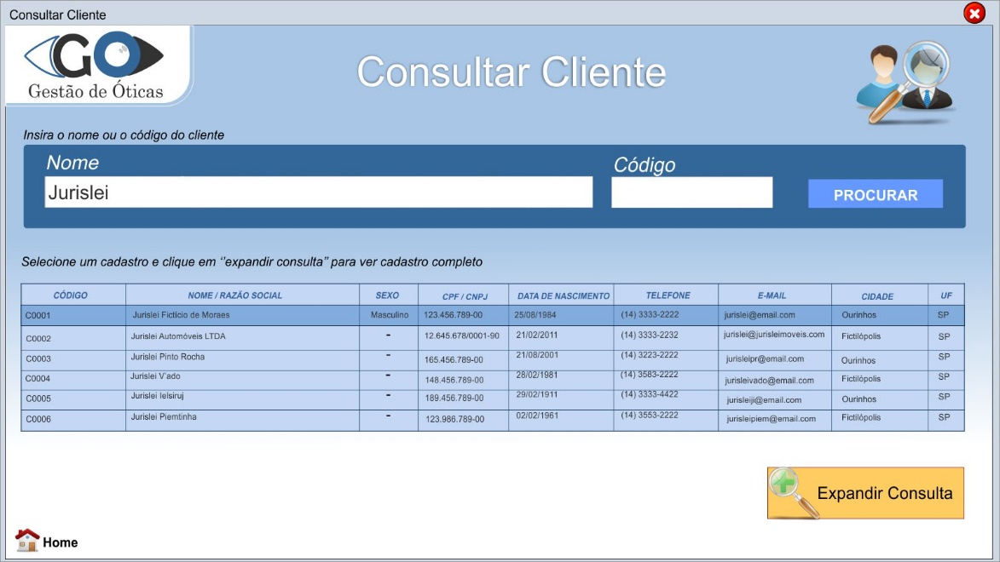 Consultar Cliente
GO
Gestão de Óticas
Consultar Cliente
Insira o nome ou o código do cliente
Nome
Código
Jurislei
PROCURAR
Selecione um cadastro e clique em ‘’expandir consulta’’ para ver cadastro completo
CÓDIGO NOME / RAZÃO SOCIAL SEXO CPF / CNPJ DATA DE NASCIMENTO TELEFONE E-MAIL CIDADE UF
C0001 Jurislei Fictício de Moraes Masculino 123.456.789-00 25/08/1984 (14) 3333-2222 jurislei@email.com Ourinhos SP
C0002 Jurislei Automóveis LTDA - 12.645.678/0001-90 21/02/2011 (14) 3333-2232 jurislei@jurisleimoveis.com Fictilópolis SP
C0003 Jurislei Pinto Rocha - 165.456.789-00 21/08/2001 (14) 3223-2222 jurisleipr@email.com Ourinhos SP
C0004 Jurislei V´ado - 148.456.789-00 28/02/1981 (14) 3583-2222 jurisleivado@email.com Fictilópolis SP
C0005 Jurislei Ielsiruj - 189.456.789-00 29/02/1911 (14) 3333-4422 jurisleiji@email.com Ourinhos SP
C0006 Jurislei Piemtinha - 123.986.789-00 02/02/1961 (14) 3553-2222 jurisleipiem@email.com Fictilópolis SP
Expandir Consulta
Home